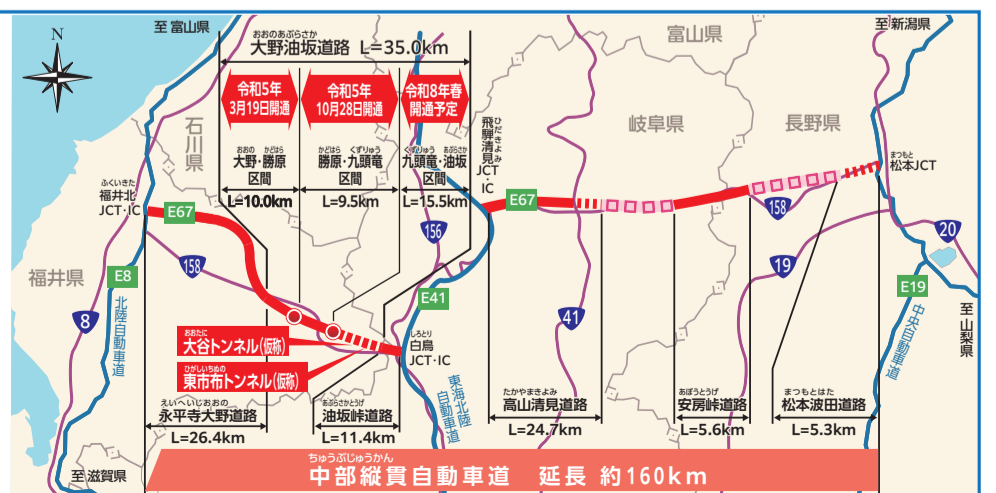 至 富山県
N
おおのあぶらさか
大野油坂道路 L=35.0km
富山県
至 新潟県
令和5年
3月19日開通
令和5年
10月28日開通
令和8年春
開通予定
石川県
ひだきよみ
飛驒清見
JCT・IC
岐阜県
長野県
おおの かどはら
大野・勝原
区間
L=10.0km
かどはら くずりゅう
勝原・九頭竜
区間
L=9.5km
くずりゅう あぶらさか
九頭竜・油坂
区間
L=15.5km
まつもと
松本JCT
ふくいきた
福井北
JCT・IC
E67
E67
158
156
20
福井県
158
19
E8
E41
E19
8
北陸自動車道
41
中央自動車道
至 山梨県
おおたに
大谷トンネル(仮称)
しろとり
白鳥
JCT・IC
ひがしいちぬの
東市布トンネル(仮称)
東海北陸
自動車道
えいへいじおおの
永平寺大野道路
L=26.4km
あぶらさかとうげ
油坂峠道路
L=11.4km
たかやまきよみ
高山清見道路
L=24.7km
あぼうとうげ
安房峠道路
L=5.6km
まつもとはた
松本波田道路
L=5.3km
至 滋賀県
ちゅうぶじゅうかん
中部縦貫自動車道 延長 約160km